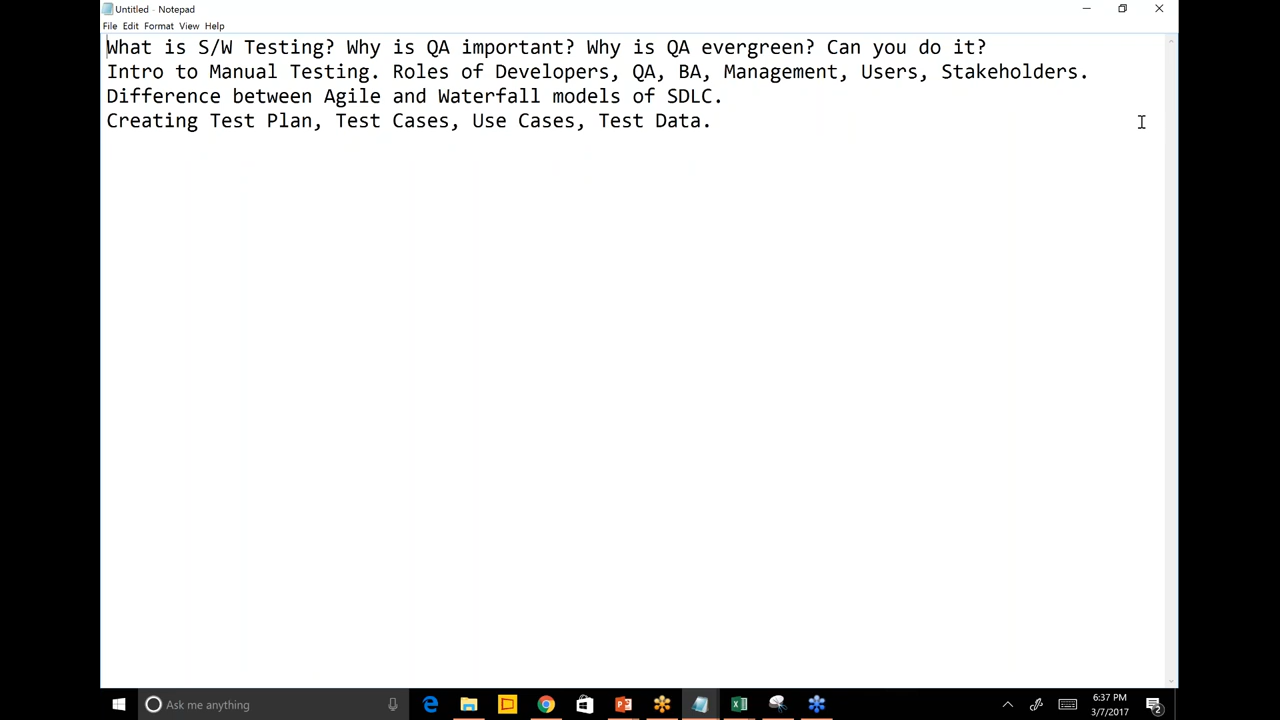 Untitled - Notepad
File Edit Format View Help
What is S/W Testing? Why is QA important? Why is QA evergreen? Can you do it?
Intro to Manual Testing. Roles of Developers, QA, BA, Management, Users, Stakeholders.
Difference between Agile and Waterfall models of SDLC.
Creating Test Plan, Test Cases, Use Cases, Test Data.
Ask me anything
6:37 PM
3/7/2017
2